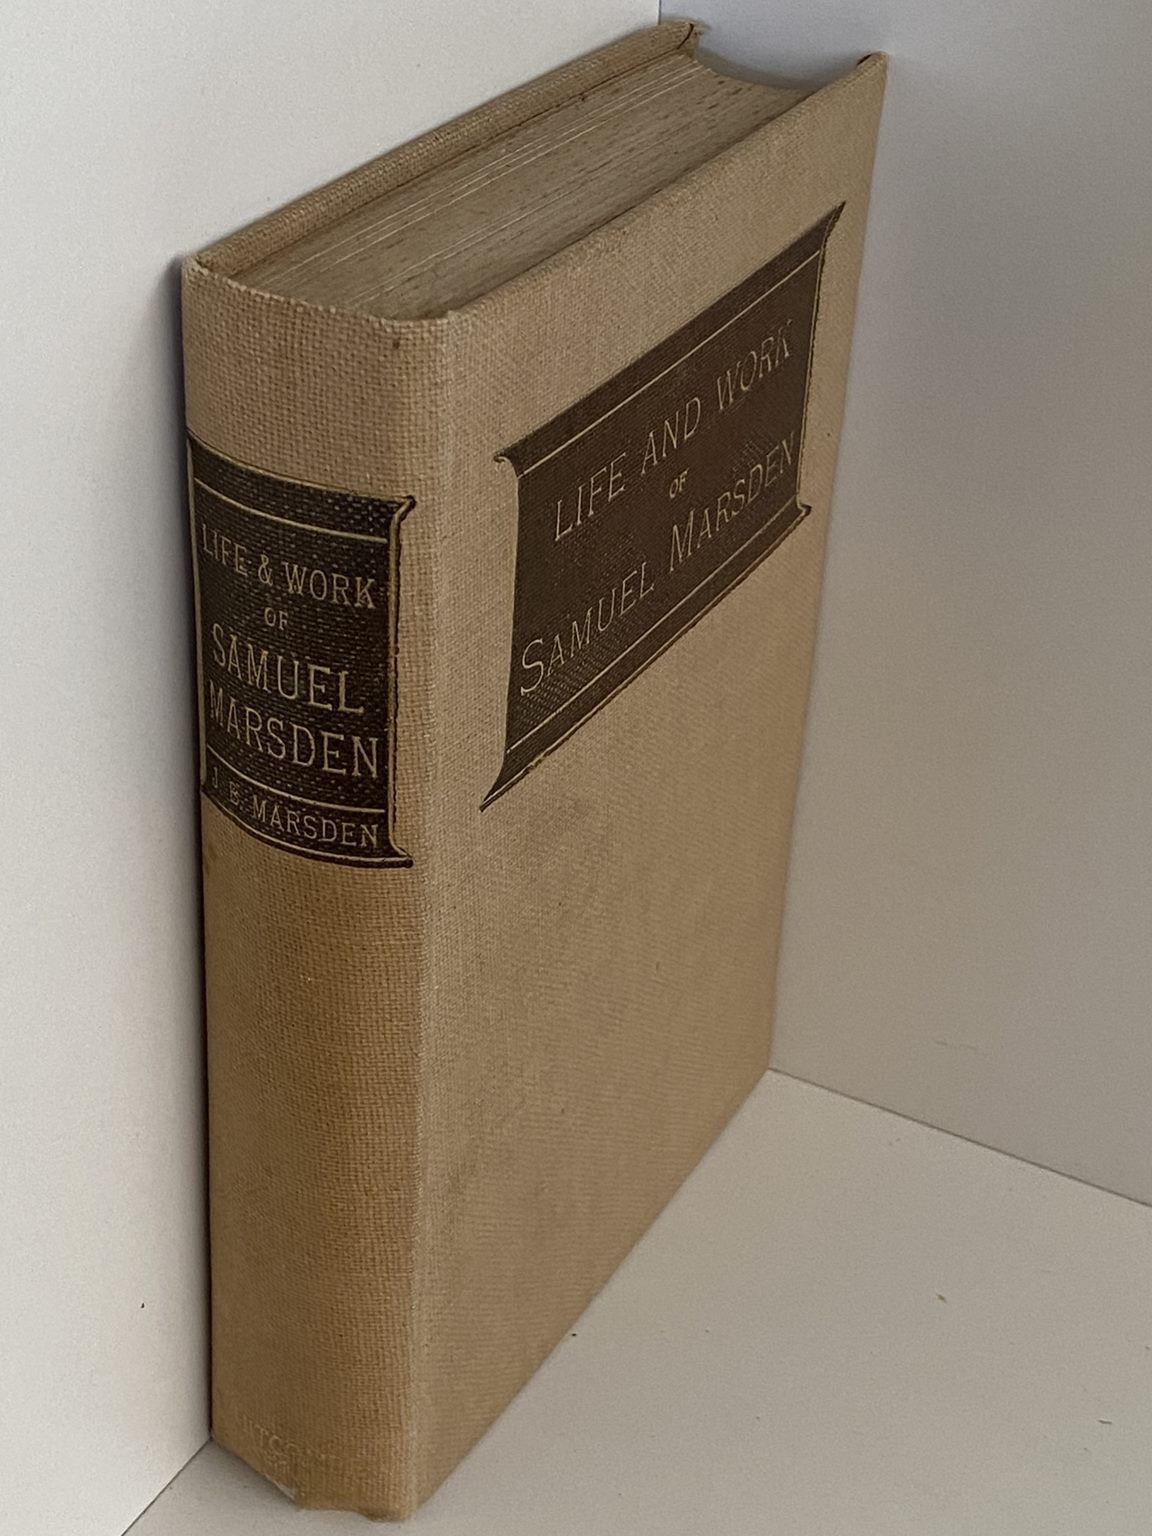 LIFE & WORK
OF
SAMUEL
MARSDEN
J. B. MARSDEN
LIFE AND WORK
OF
SAMUEL MARSDEN